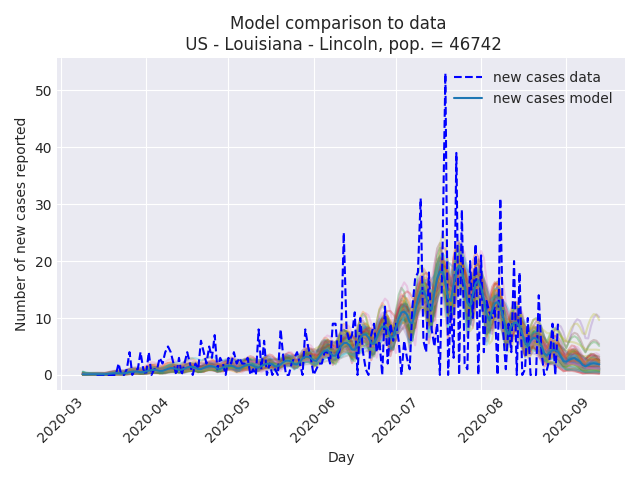 Model comparison to data
US - Louisiana - Lincoln, pop. = 46742
new cases data
new cases model
Number of new cases reported
50
40
30
20
10
0
2020-03
2020-04
2020-05
2020-06
2020-07
2020-08
2020-09
Day